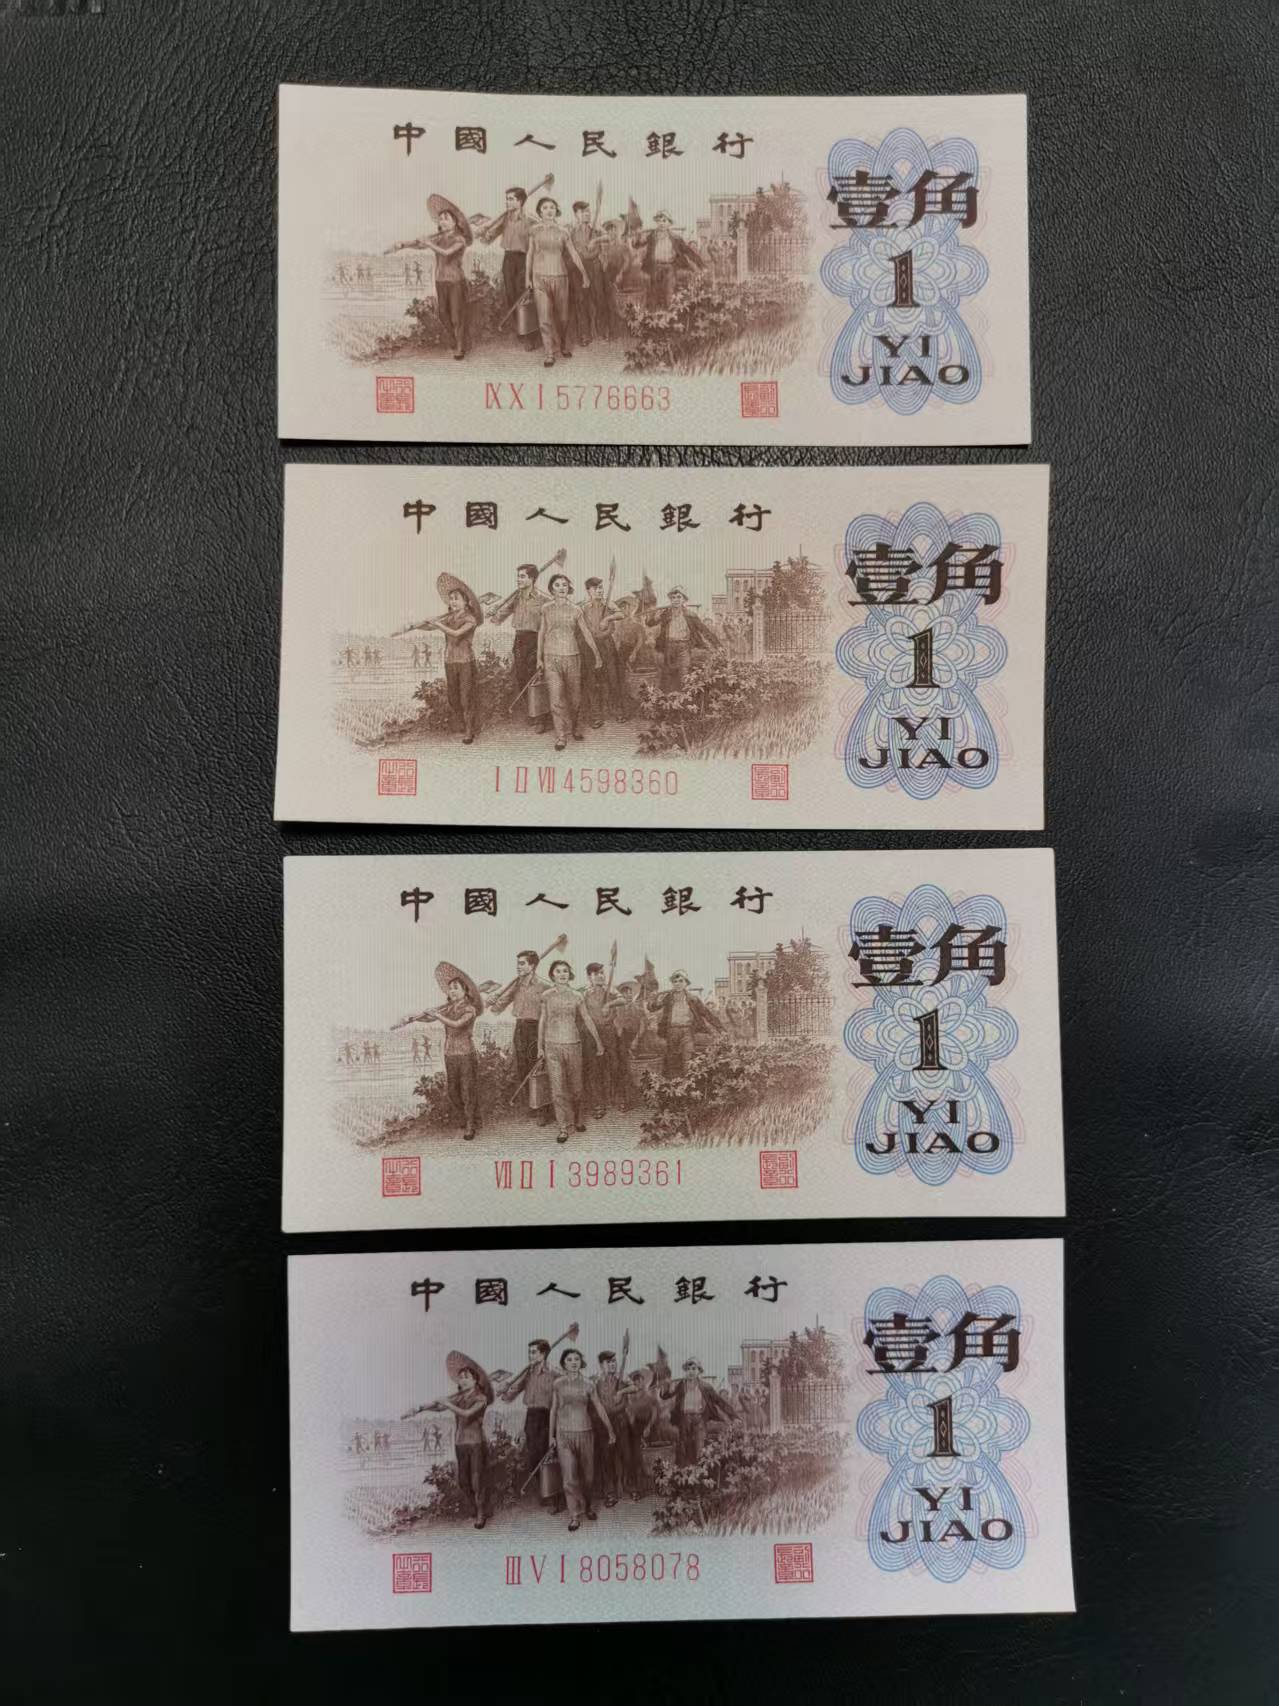 中國人民銀行
壹角
1
YI
JIAO
ⅨⅩⅠ5776663
中國人民銀行
壹角
1
YI
JIAO
ⅠⅡⅦ4598360
中國人民銀行
壹角
1
YI
JIAO
ⅦⅡⅠ3989361
中國人民銀行
壹角
1
YI
JIAO
ⅢⅤⅠ8058078